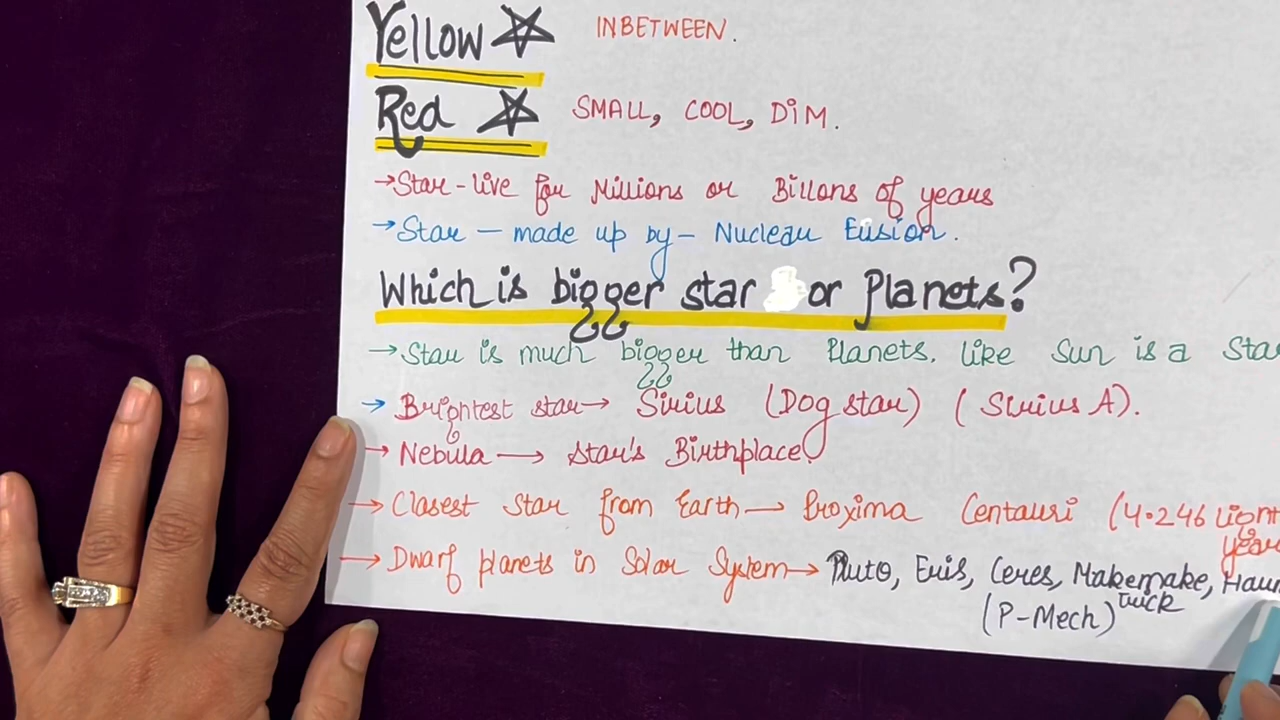 Yellow ☆ INBETWEEN.
Red ☆ SMALL, COOL, DiM.
→Star-live for Millions or Billons of years
→Star — made up by - Nuclear Fusion.
Which is bigger star or planets?
→Star is much bigger than Planets. like Sun is a Sta
→ Brightest star→ Sirius (Dog star) (Sirius A).
→ Nebula → Star's Birthplace.
→ Closest Star from Earth → Proxima Centauri (4.246 Light
year
→ Dwarf planets in Solar System→ Pluto, Eris, Ceres, Makemake, Haum
(P-Mech) trick